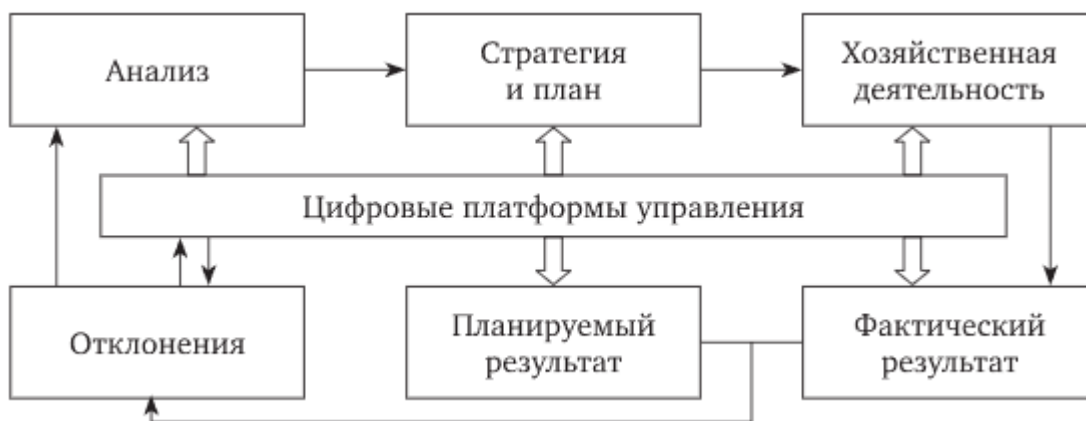 Анализ
Стратегия
и план
Хозяйственная
деятельность
Цифровые платформы управления
Отклонения
Планируемый
результат
Фактический
результат